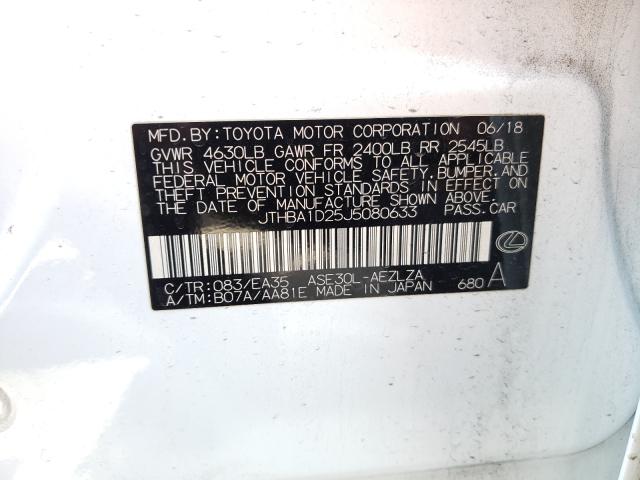 MFD.BY:TOYOTA MOTOR CORPORATION 06/18
GVWR 4630LB GAWR FR 2400LB RR 2545LB
THIS VEHICLE CONFORMS TO ALL APPLICABLE
FEDERAL MOTOR VEHICLE SAFETY,BUMPER,AND
THEFT PREVENTION STANDARDS IN EFFECT ON
THE DATE OF MANUFACTURE SHOWN ABOVE.
JTHBA1D25J5080633 PASS.CAR
C/TR:083/EA35 ASE30L-AEZLZA
A/TM:B07A/AA81E MADE IN JAPAN 680 A